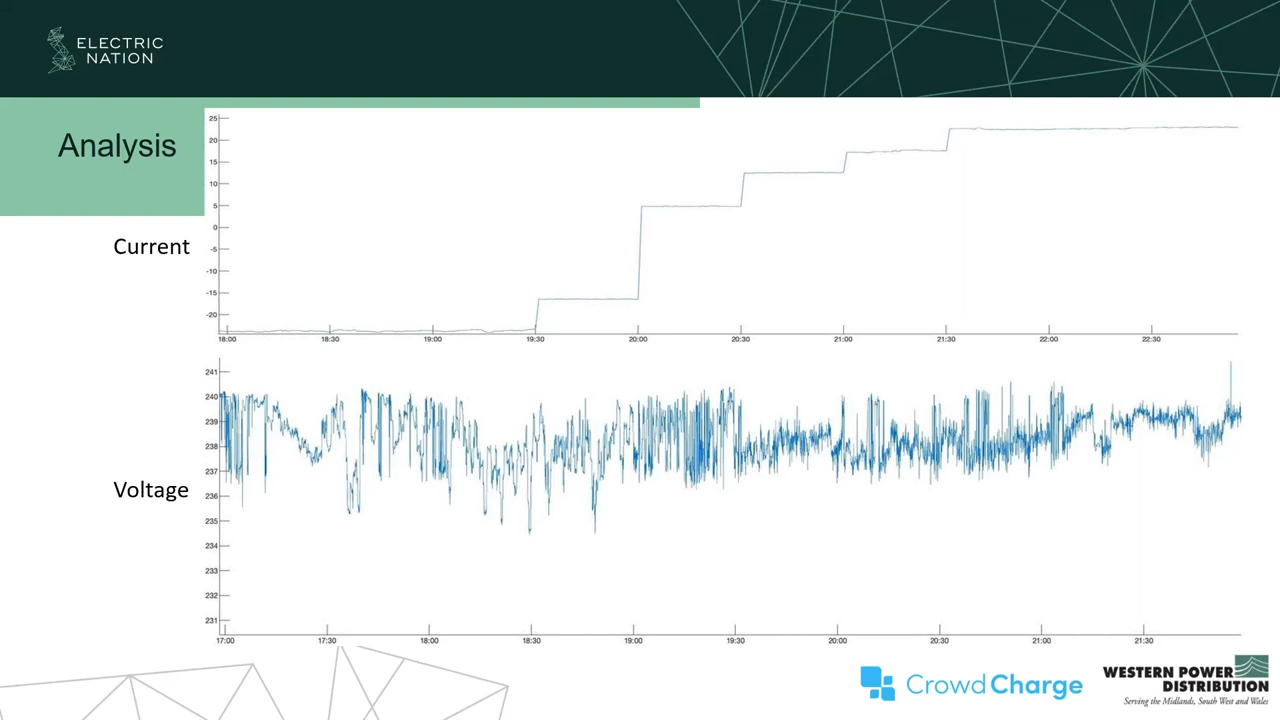 ELECTRIC
NATION
Analysis
Current
25
20
15
10
5
0
-5
-10
-15
-20
18:00 18:30 19:00 19:30 20:00 20:30 21:00 21:30 22:00 22:30
Voltage
241
240
239
238
237
236
235
234
233
232
231
17:00 17:30 18:00 18:30 19:00 19:30 20:00 20:30 21:00 21:30
CrowdCharge
WESTERN POWER
DISTRIBUTION
Serving the Midlands, South West and Wales